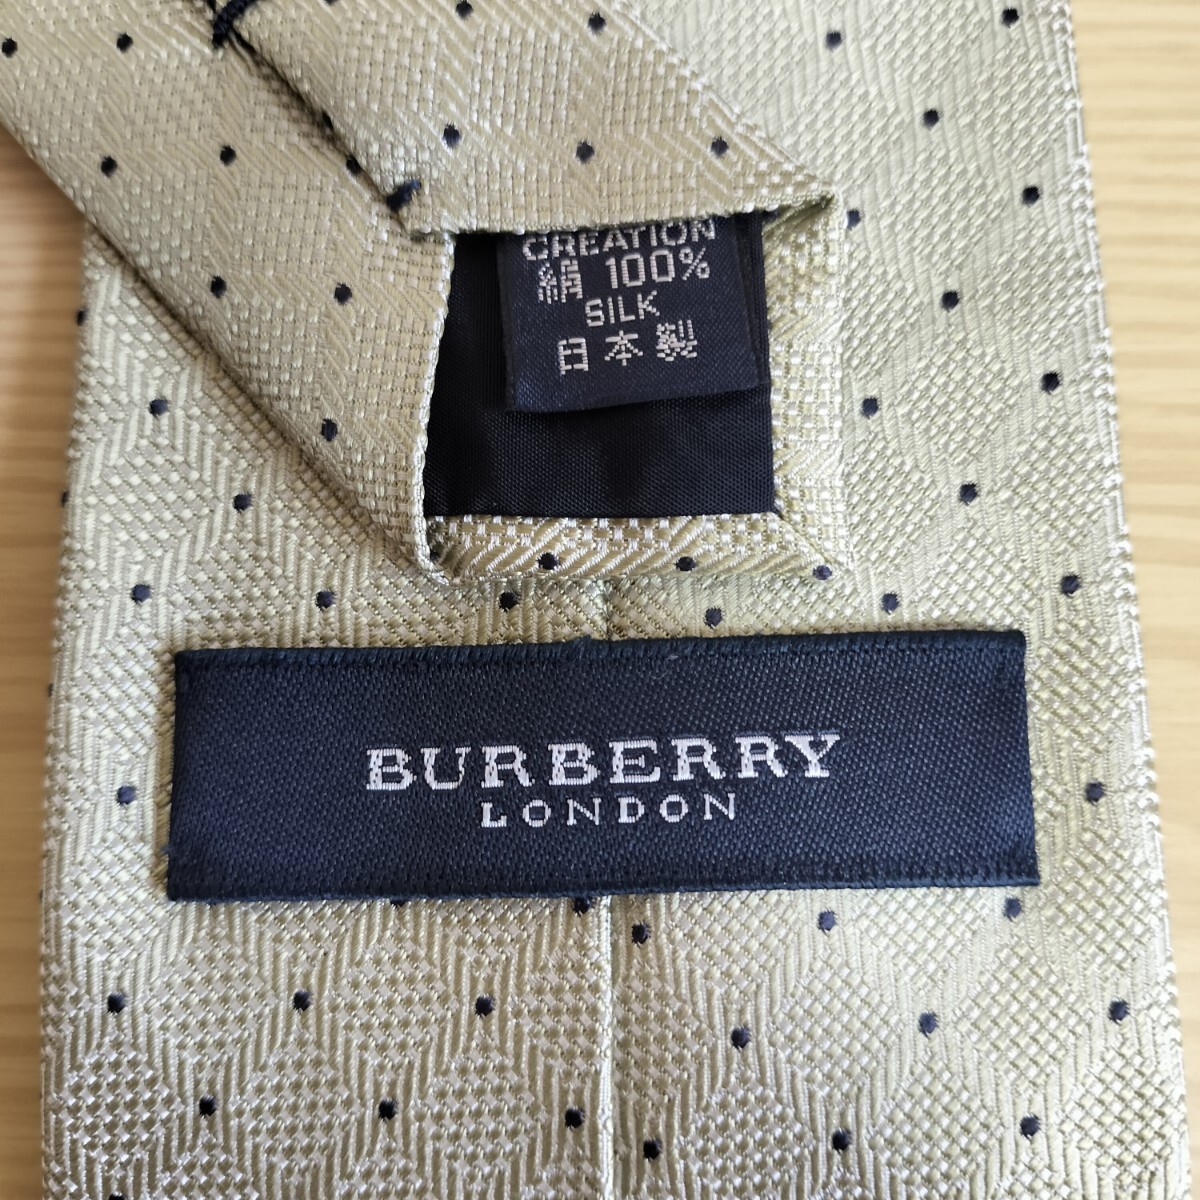 CREATION
絹 100%
SILK
日本製
BURBERRY
LONDON